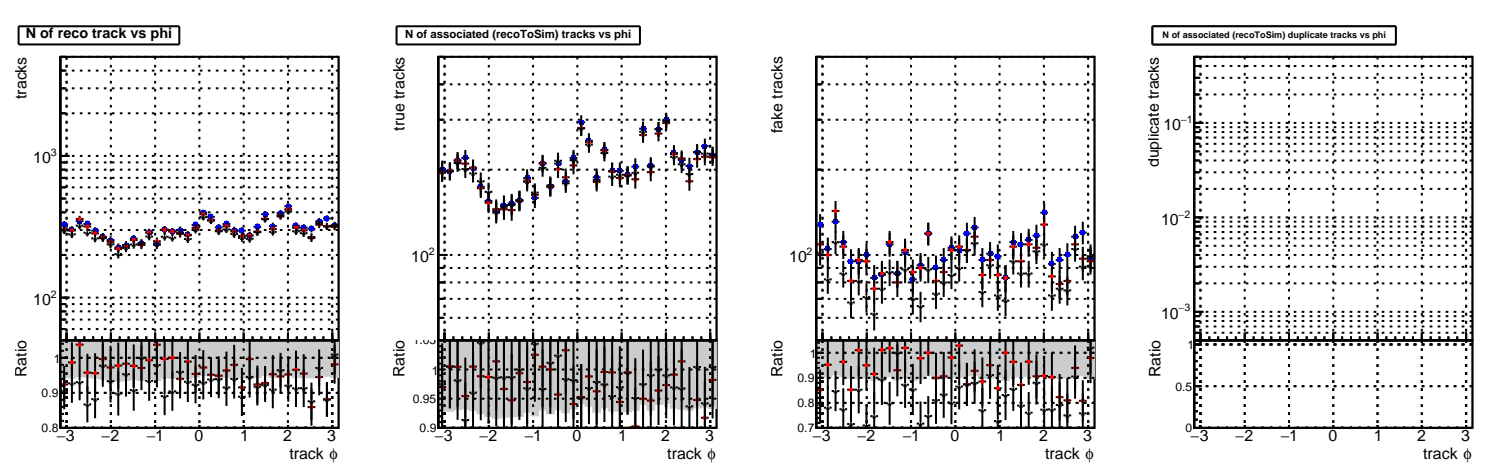 N of reco track vs phi
tracks
10³
10²
Ratio
1
0.9
0.8
−3 −2 −1 0 1 2 3
track ϕ
N of associated (recoToSim) tracks vs phi
true tracks
10²
Ratio
1.05
1
0.95
0.9
−3 −2 −1 0 1 2 3
track ϕ
fake tracks
10²
Ratio
1
0.9
0.8
0.7
−3 −2 −1 0 1 2 3
track ϕ
N of associated (recoToSim) duplicate tracks vs phi
duplicate tracks
10⁻¹
10⁻²
10⁻³
Ratio
1
0.5
0
−3 −2 −1 0 1 2 3
track ϕ